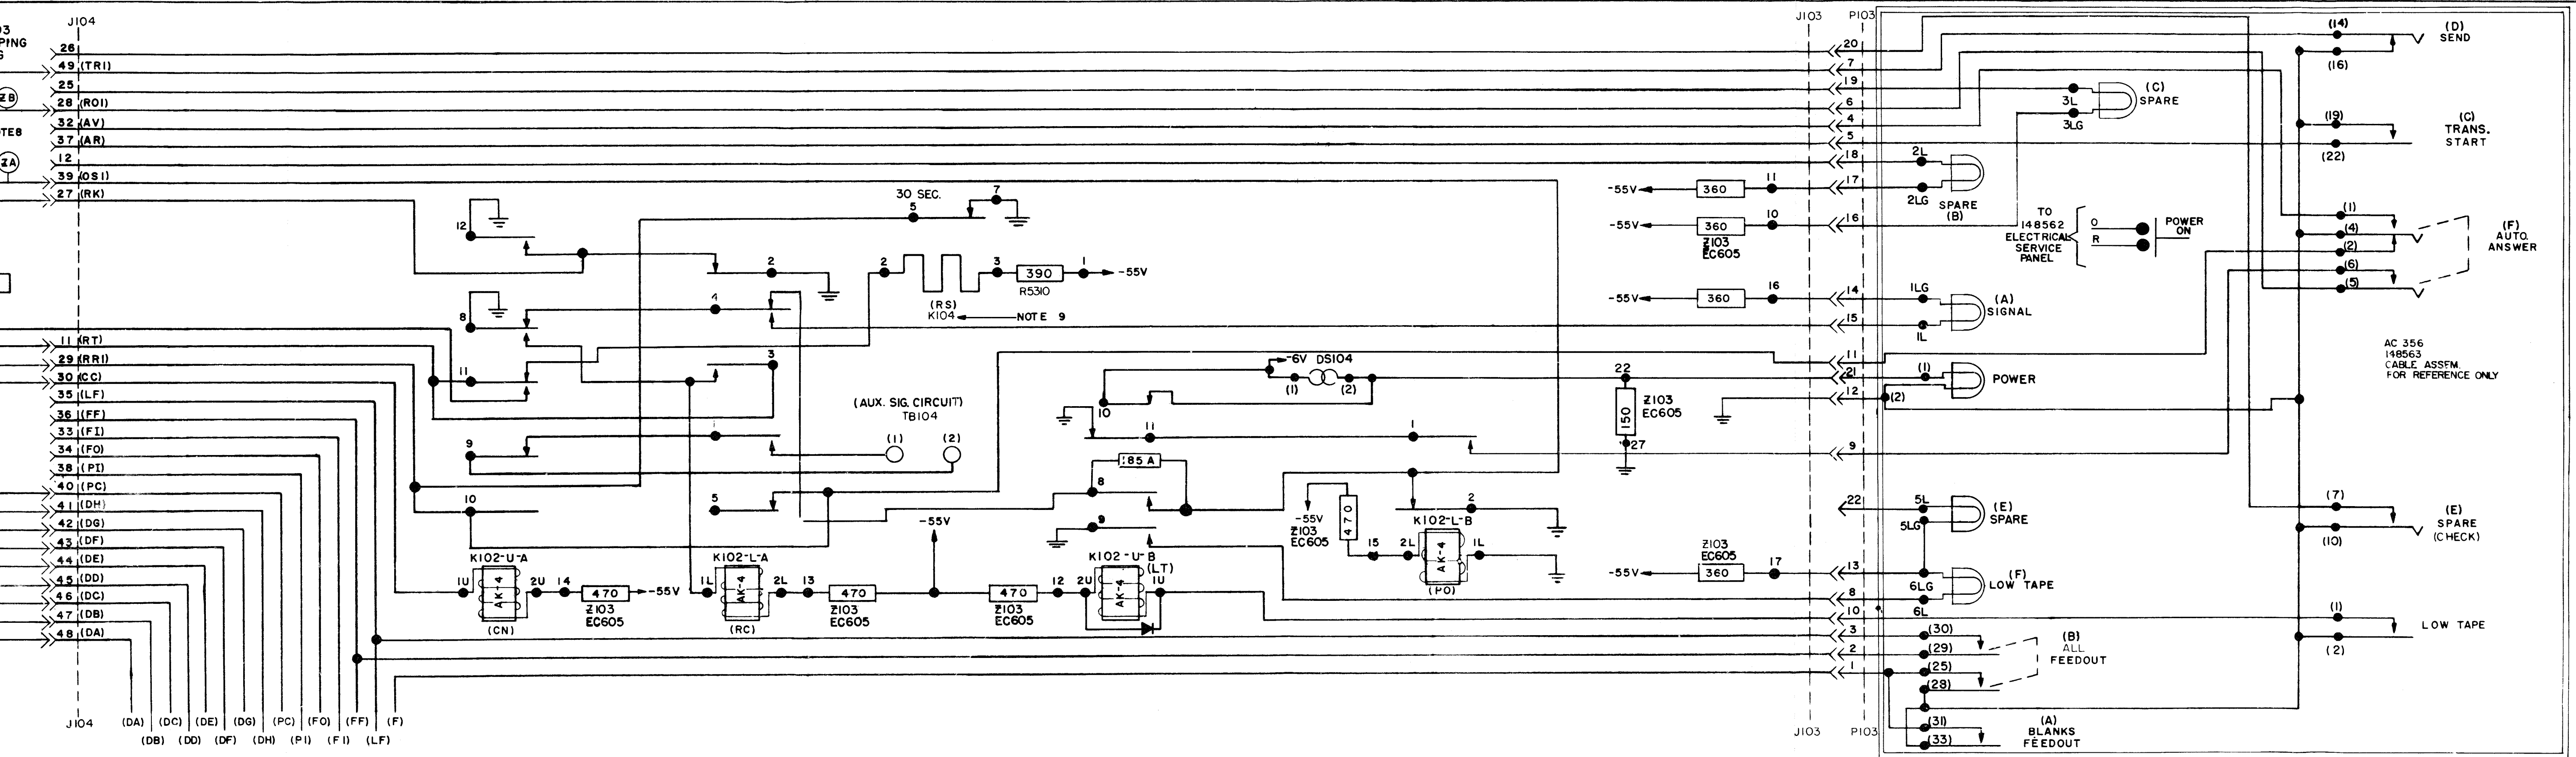 J104
J103
P103
26
49 (TRI)
25
28 (ROI)
32 (AV)
37 (AR)
12
39 (OSI)
27 (RK)
11 (RT)
29 (RRI)
30 (CC)
35 (LF)
36 (FF)
33 (FI)
34 (FO)
38 (PI)
40 (PC)
41 (DH)
42 (DG)
43 (DF)
44 (DE)
45 (DD)
46 (DC)
47 (DB)
48 (DA)
PING
ZB
ZA
J104
(DA) (DC) (DE) (DG) (PC) (FO) (FF) (F)
(DB) (DD) (DF) (DH) (PI) (FI) (LF)
12
8
11
9
10
2
4
3
5
30 SEC.
5
7
2
3
390
1
-55V
R5310
(RS)
K104
NOTE 9
(AUX. SIG. CIRCUIT)
TB104
(1)
(2)
K102-U-A
1U
AK-4
2U
14
470
-55V
Z103
EC605
(CN)
K102-L-A
1L
AK-4
2L
13
470
Z103
EC605
(RC)
-55V
470
Z103
EC605
12
2U
K102-U-B
(LT)
AK-4
1U
-6V DS104
(1)
(2)
10
11
1
85 A
8
9
2
-55V
Z103
EC605
470
15
2L
K102-L-B
AK-4
1L
(PO)
22
150
Z103
EC605
27
-55V
360
11
-55V
360
10
Z103
EC605
-55V
360
16
Z103
EC605
-55V
360
17
20
7
19
6
4
5
18
17
16
14
15
11
21
12
9
22
13
8
10
3
2
1
J103
P103
(14)
(16)
(D)
SEND
3L
3LG
(C)
SPARE
(19)
(22)
(C)
TRANS.
START
2L
2LG
SPARE
(B)
TO
148562
ELECTRICAL
SERVICE
PANEL
O
R
POWER
ON
(1)
(4)
(2)
(6)
(5)
(F)
AUTO.
ANSWER
1LG
1L
(A)
SIGNAL
AC 356
148563
CABLE ASSEM.
FOR REFERENCE ONLY
(1)
(2)
POWER
5L
5LG
(E)
SPARE
(7)
(10)
(E)
SPARE
(CHECK)
6LG
6L
(F)
LOW TAPE
(1)
(2)
LOW TAPE
(30)
(29)
(25)
(28)
(B)
ALL
FEEDOUT
(31)
(33)
(A)
BLANKS
FEEDOUT